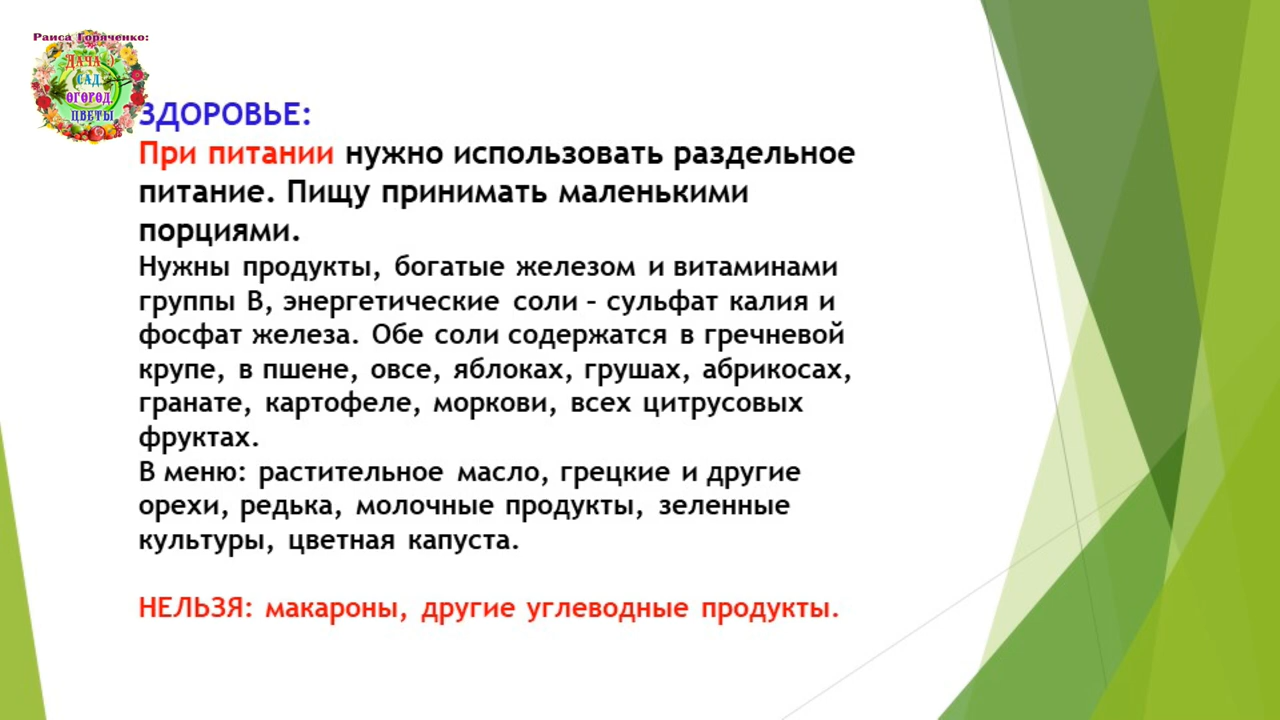 Раиса Горяченко:
ДАЧА
САД.
ОГОРОД.
ЦВЕТЫ
ЗДОРОВЬЕ:
При питании нужно использовать раздельное
питание. Пищу принимать маленькими
порциями.
Нужны продукты, богатые железом и витаминами
группы В, энергетические соли – сульфат калия и
фосфат железа. Обе соли содержатся в гречневой
крупе, в пшене, овсе, яблоках, грушах, абрикосах,
гранате, картофеле, моркови, всех цитрусовых
фруктах.
В меню: растительное масло, грецкие и другие
орехи, редька, молочные продукты, зеленные
культуры, цветная капуста.
НЕЛЬЗЯ: макароны, другие углеводные продукты.